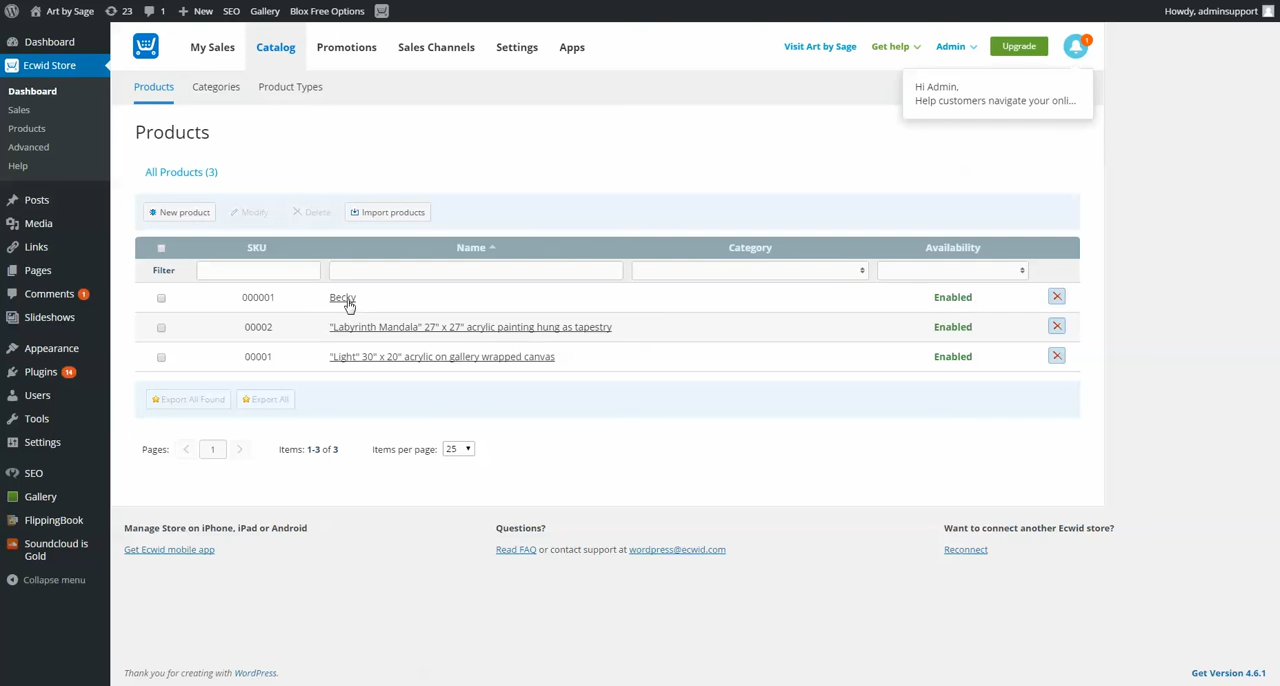 Art by Sage 23 1 New SEO Gallery Blox Free Options Howdy, adminsupport
Dashboard
Ecwid Store
Dashboard
Sales
Products
Advanced
Help
Posts
Media
Links
Pages
Comments 1
Slideshows
Appearance
Plugins 14
Users
Tools
Settings
SEO
Gallery
FlippingBook
Soundcloud is
Gold
Collapse menu
My Sales Catalog Promotions Sales Channels Settings Apps Visit Art by Sage Get help Admin Upgrade 1
Products Categories Product Types
Hi Admin,
Help customers navigate your onli...
Products
All Products (3)
New product Modify Delete Import products
SKU Name Category Availability
Filter
000001 Becky Enabled
00002 "Labyrinth Mandala" 27" x 27" acrylic painting hung as tapestry Enabled
00001 "Light" 30" x 20" acrylic on gallery wrapped canvas Enabled
Export All Found Export All
Pages: 1 Items: 1-3 of 3 Items per page: 25
Manage Store on iPhone, iPad or Android Questions? Want to connect another Ecwid store?
Get Ecwid mobile app Read FAQ or contact support at wordpress@ecwid.com Reconnect
Thank you for creating with WordPress. Get Version 4.6.1